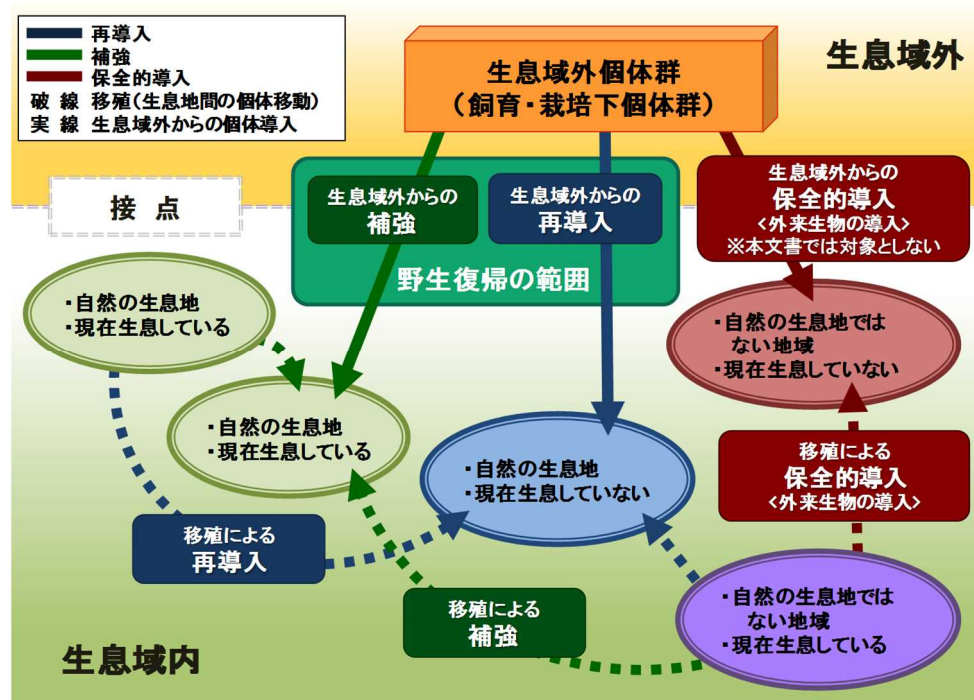 再導入
補強
保全的導入
破線 移殖(生息地間の個体移動)
実線 生息域外からの個体導入
生息域外
生息域外個体群
(飼育・栽培下個体群)
接点
生息域外からの
補強
生息域外からの
再導入
野生復帰の範囲
生息域外からの
保全的導入
<外来生物の導入>
※本文書では対象としない
・自然の生息地
・現在生息している
・自然の生息地では
ない地域
・現在生息していない
・自然の生息地
・現在生息している
・自然の生息地
・現在生息していない
移殖による
保全的導入
<外来生物の導入>
移殖による
再導入
移殖による
補強
・自然の生息地では
ない地域
・現在生息している
生息域内